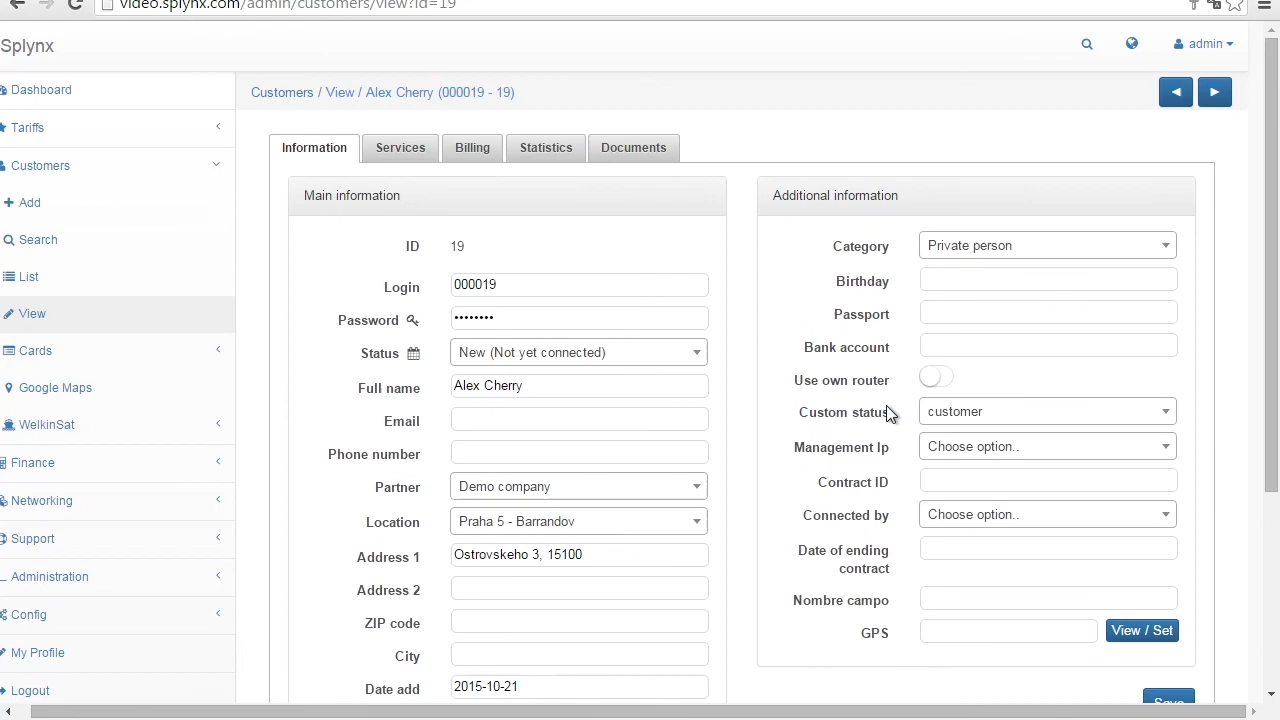 video.splynx.com/admin/customers/view?id=19
Splynx
admin
Dashboard
Tariffs
Customers
Add
Search
List
View
Cards
Google Maps
WelkinSat
Finance
Networking
Support
Administration
Config
My Profile
Logout
Customers / View / Alex Cherry (000019 - 19)
Information
Services
Billing
Statistics
Documents
Main information
ID 19
Login 000019
Password ••••••••
Status New (Not yet connected)
Full name Alex Cherry
Email
Phone number
Partner Demo company
Location Praha 5 - Barrandov
Address 1 Ostrovskeho 3, 15100
Address 2
ZIP code
City
Date add 2015-10-21
Additional information
Category Private person
Birthday
Passport
Bank account
Use own router
Custom status customer
Management Ip Choose option..
Contract ID
Connected by Choose option..
Date of ending
contract
Nombre campo
GPS View / Set
Save